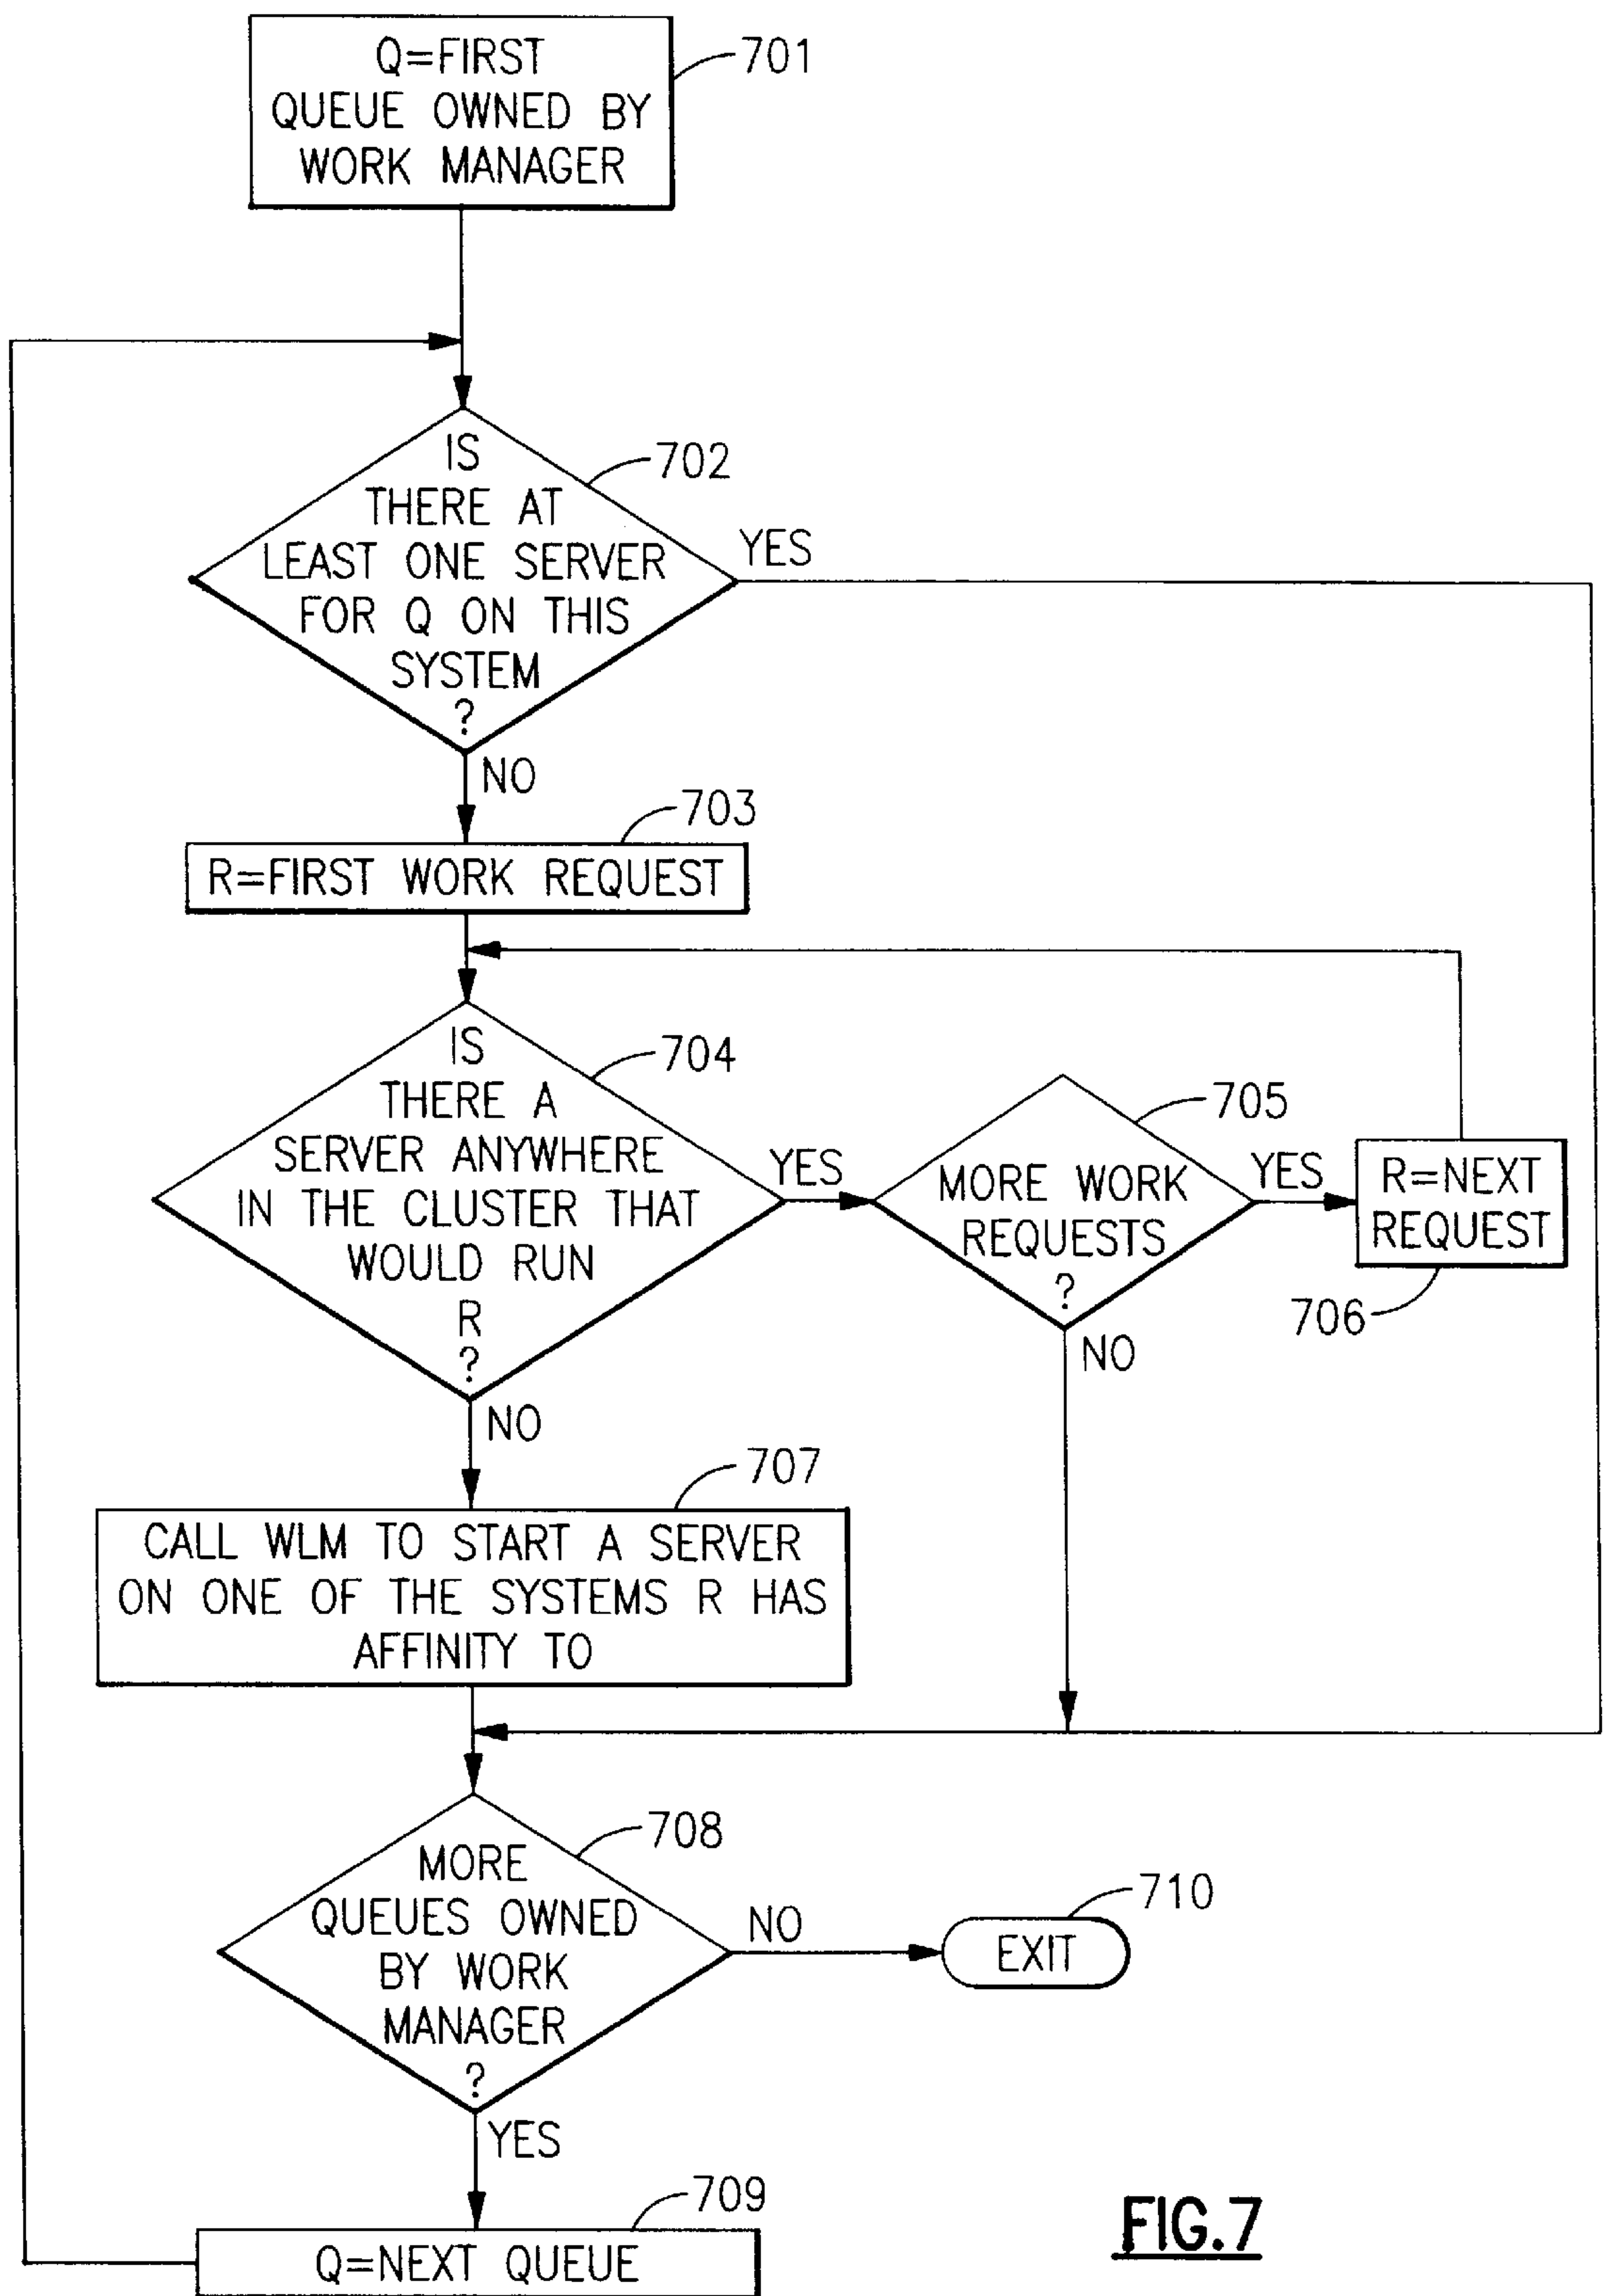 Q=FIRST
QUEUE OWNED BY
WORK MANAGER
701
IS
THERE AT
LEAST ONE SERVER
FOR Q ON THIS
SYSTEM
?
702
YES
NO
703
R=FIRST WORK REQUEST
IS
THERE A
SERVER ANYWHERE
IN THE CLUSTER THAT
WOULD RUN
R
?
704
YES
NO
MORE WORK
REQUESTS
?
705
YES
NO
R=NEXT
REQUEST
706
707
CALL WLM TO START A SERVER
ON ONE OF THE SYSTEMS R HAS
AFFINITY TO
MORE
QUEUES OWNED
BY WORK
MANAGER
?
708
NO
710
EXIT
YES
709
Q=NEXT QUEUE
FIG.7